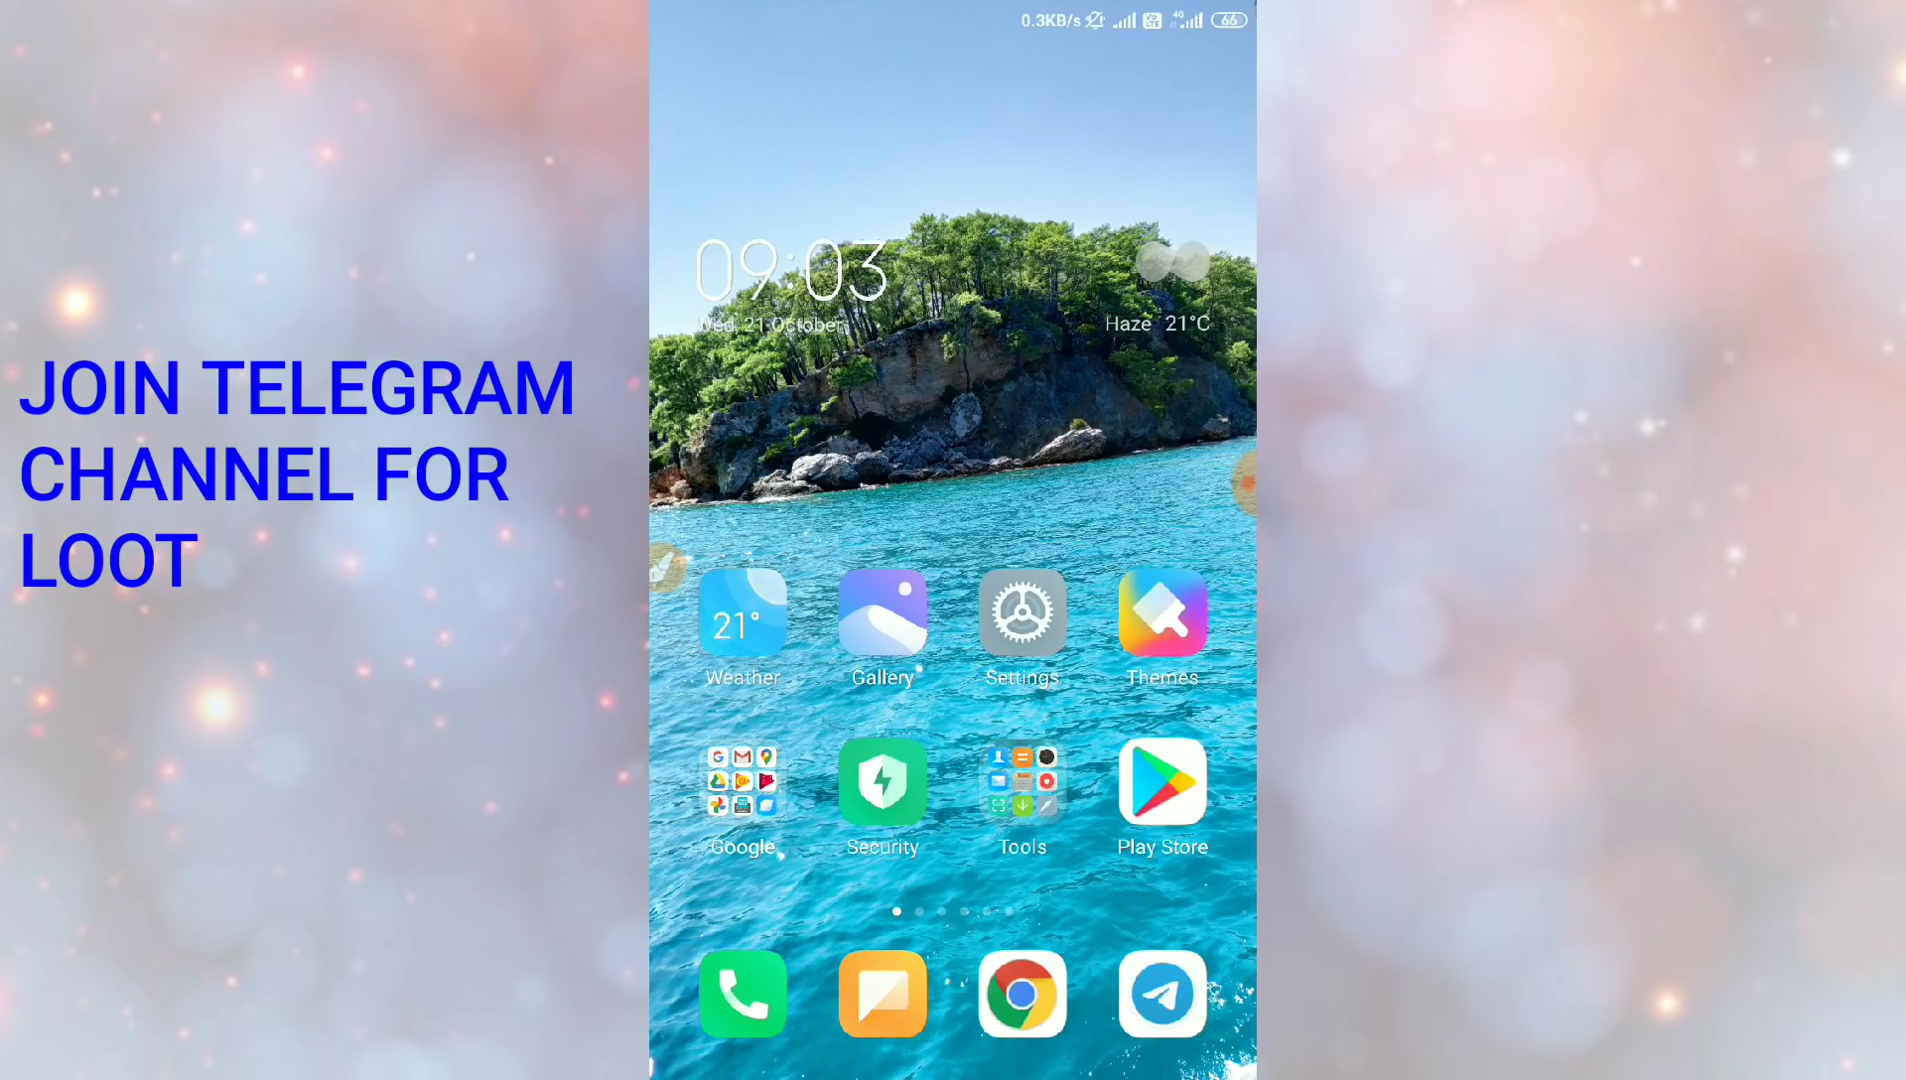 0.3KB/s 4G 66
09:03
Wed, 21 October
Haze 21°C
JOIN TELEGRAM
CHANNEL FOR
LOOT
21°
Weather Gallery Settings Themes
Google Security Tools Play Store